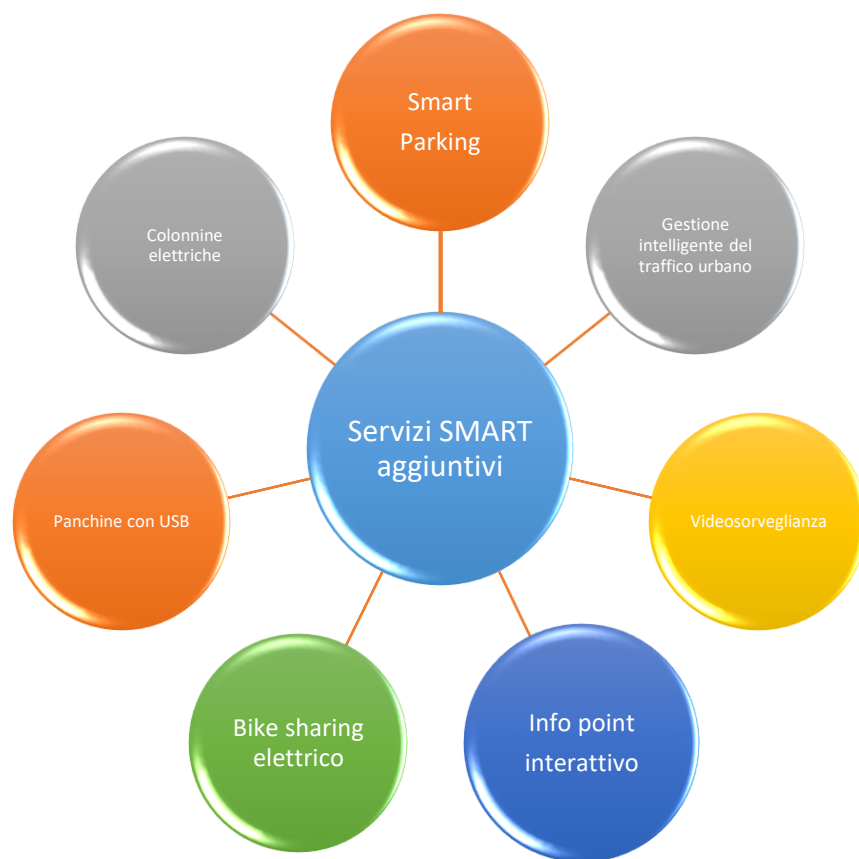 Smart
Parking
Gestione
intelligente del
traffico urbano
Videosorveglianza
Info point
interattivo
Bike sharing
elettrico
Panchine con USB
Colonnine
elettriche
Servizi SMART
aggiuntivi